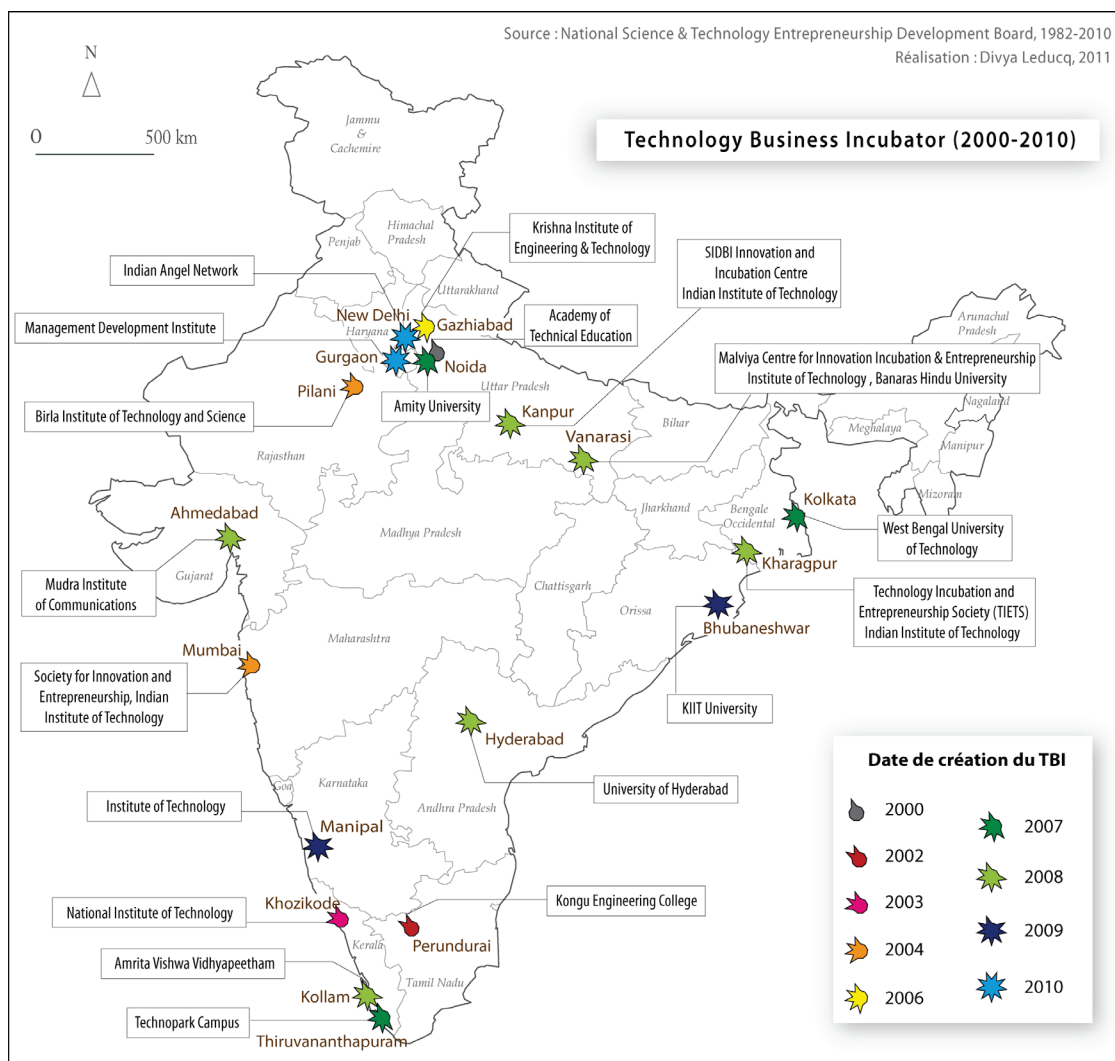 Source : National Science & Technology Entrepreneurship Development Board, 1982-2010
Réalisation : Divya Leducq, 2011
N
0
500 km
Technology Business Incubator (2000-2010)
Jammu
&
Cachemire
Himachal
Pradesh
Penjab
Krishna Institute of
Engineering & Technology
SIDBI Innovation and
Incubation Centre
Indian Institute of Technology
Indian Angel Network
Uttarakhand
Management Development Institute
New Delhi
Gazhiabad
Haryana
Academy of
Technical Education
Arunachal
Pradesh
Gurgaon
Noida
Malviya Centre for Innovation Incubation & Entrepreneurship
Institute of Technology , Banaras Hindu University
Pilani
Uttar Pradesh
Birla Institute of Technology and Science
Amity University
Kanpur
Nagaland
Vanarasi
Bihar
Meghalaya
Manipur
Rajasthan
Mizoram
Ahmedabad
Madhya Pradesh
Jharkhand
Bengale
Occidental
Kolkata
West Bengal University
of Technology
Gujarat
Mudra Institute
of Communications
Kharagpur
Chattisgarh
Orissa
Technology Incubation and
Entrepreneurship Society (TIETS)
Indian Institute of Technology
Bhubaneshwar
Maharashtra
Mumbai
Society for Innovation and
Entrepreneurship, Indian
Institute of Technology
KIIT University
Hyderabad
University of Hyderabad
Goa
Karnataka
Andhra Pradesh
Institute of Technology
Manipal
Khozikode
National Institute of Technology
Kongu Engineering College
Perundurai
Kerala
Amrita Vishwa Vidhyapeetham
Tamil Nadu
Kollam
Technopark Campus
Thiruvananthapuram
Date de création du TBI
2000
2002
2003
2004
2006
2007
2008
2009
2010